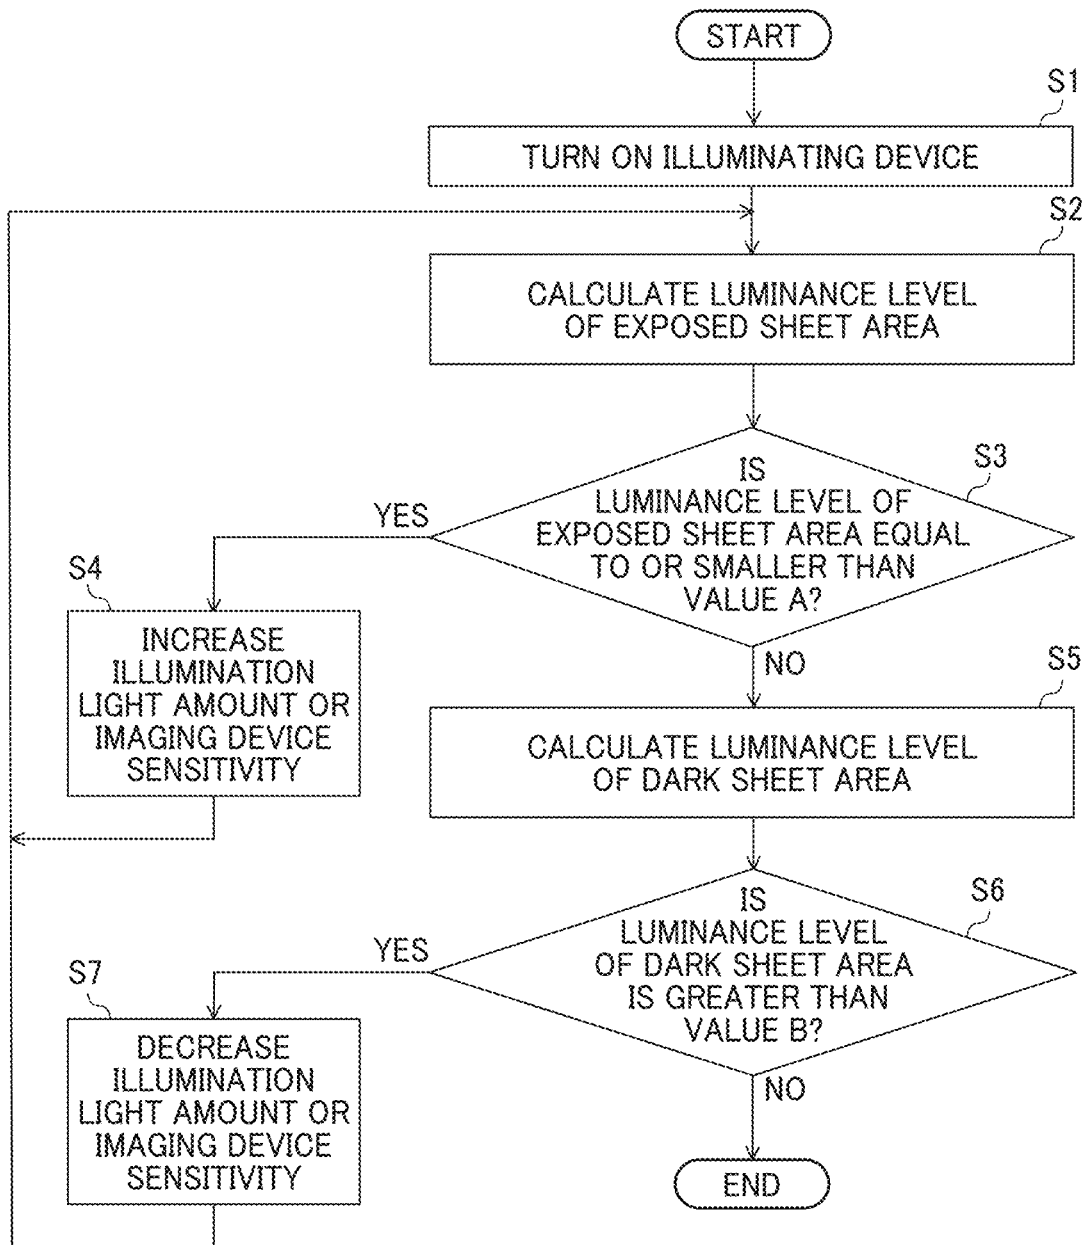 START
S1
TURN ON ILLUMINATING DEVICE
S2
CALCULATE LUMINANCE LEVEL
OF EXPOSED SHEET AREA
S3
IS
LUMINANCE LEVEL OF
EXPOSED SHEET AREA EQUAL
TO OR SMALLER THAN
VALUE A?
YES
NO
S4
INCREASE
ILLUMINATION
LIGHT AMOUNT OR
IMAGING DEVICE
SENSITIVITY
S5
CALCULATE LUMINANCE LEVEL
OF DARK SHEET AREA
S6
IS
LUMINANCE LEVEL
OF DARK SHEET AREA
IS GREATER THAN
VALUE B?
YES
NO
S7
DECREASE
ILLUMINATION
LIGHT AMOUNT OR
IMAGING DEVICE
SENSITIVITY
END